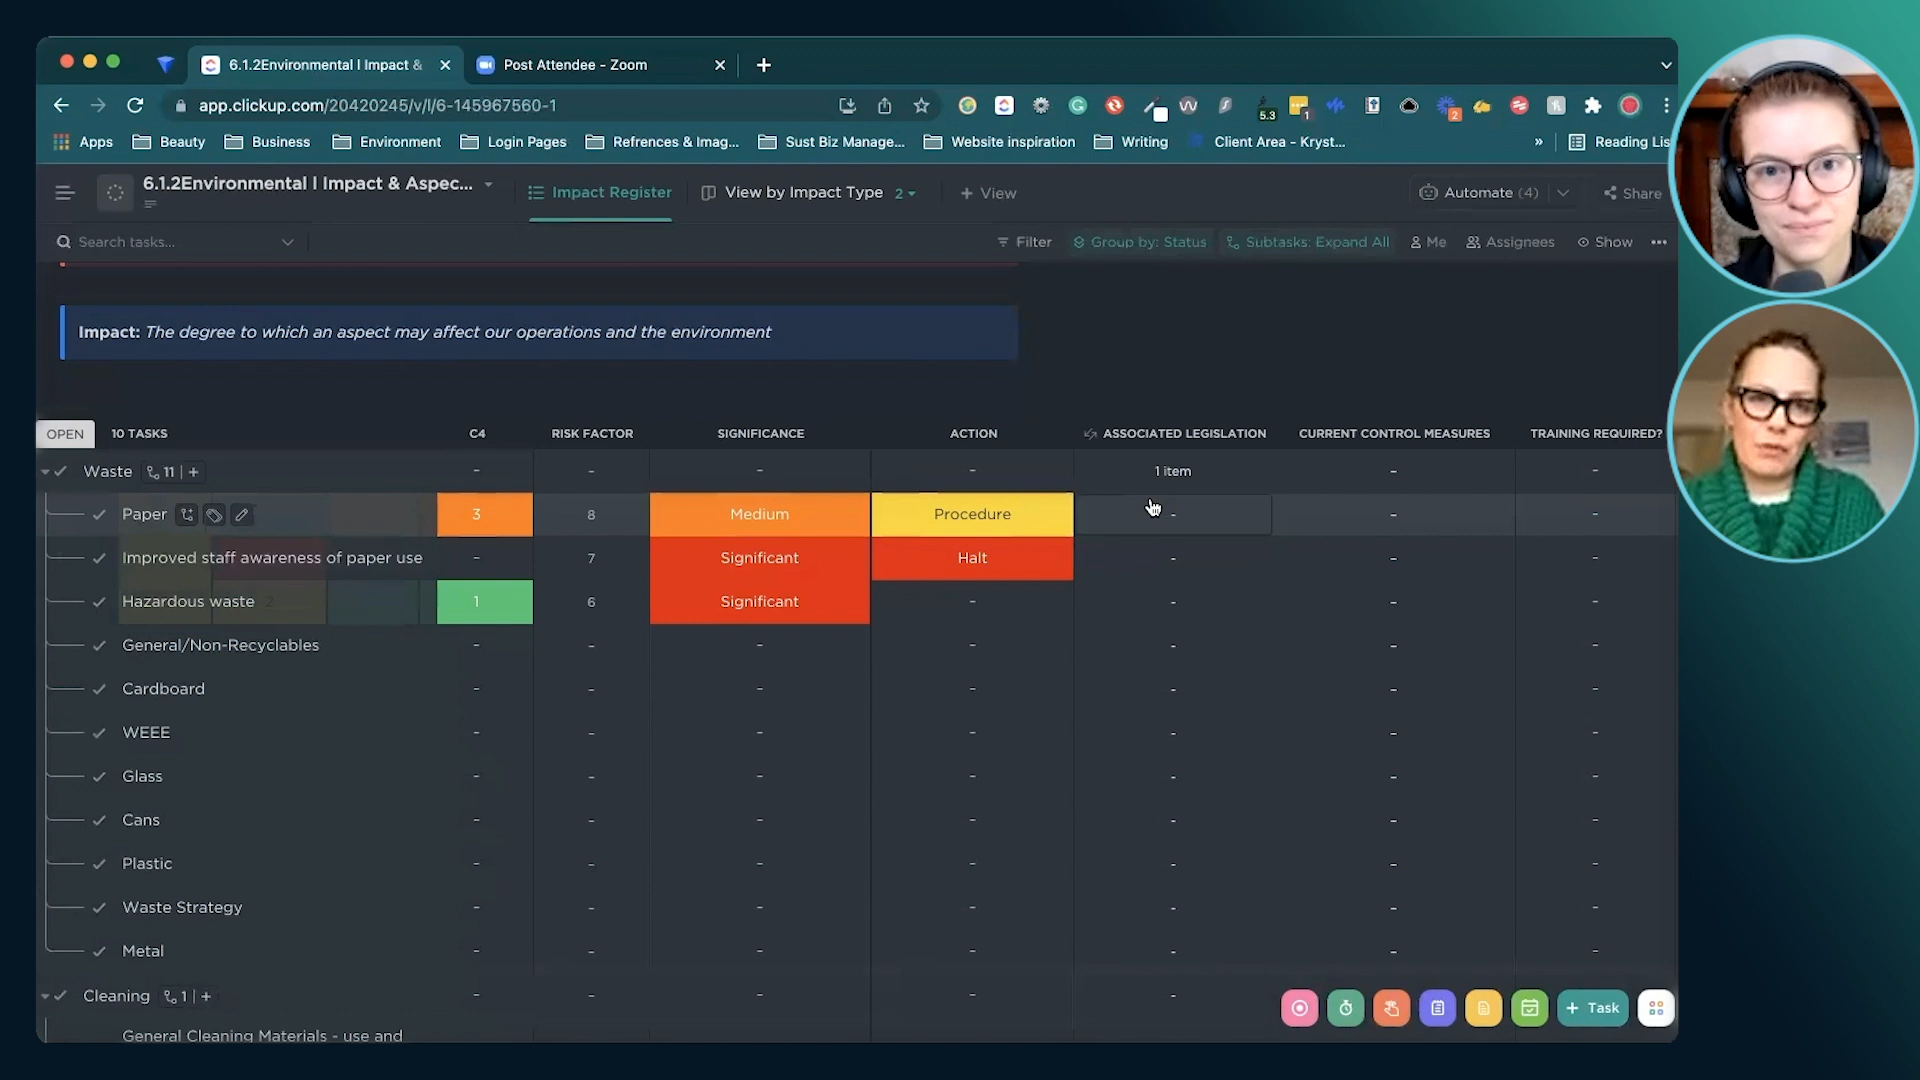 6.1.2Environmental I Impact &
Post Attendee - Zoom
app.clickup.com/20420245/v/l/6-145967560-1
5.3
1
2
Apps
Beauty
Business
Environment
Login Pages
Refrences & Imag...
Sust Biz Manage...
Website inspiration
Writing
Client Area - Kryst...
»
Reading Lis
6.1.2Environmental I Impact & Aspec...
Impact Register
View by Impact Type 2
+ View
Automate (4)
Share
Search tasks...
Filter
Group by: Status
Subtasks: Expand All
Me
Assignees
Show
Impact: The degree to which an aspect may affect our operations and the environment
OPEN 10 TASKS C4 RISK FACTOR SIGNIFICANCE ACTION ASSOCIATED LEGISLATION CURRENT CONTROL MEASURES TRAINING REQUIRED?
Waste 11 | + - - - - 1 item - -
Paper 3 8 Medium Procedure - - -
Improved staff awareness of paper use - 7 Significant Halt - - -
Hazardous waste 2 1 6 Significant - - - -
General/Non-Recyclables - - - - - - -
Cardboard - - - - - - -
WEEE - - - - - - -
Glass - - - - - - -
Cans - - - - - - -
Plastic - - - - - - -
Waste Strategy - - - - - - -
Metal - - - - - - -
Cleaning 1 | + - - - - -
General Cleaning Materials - use and
+ Task